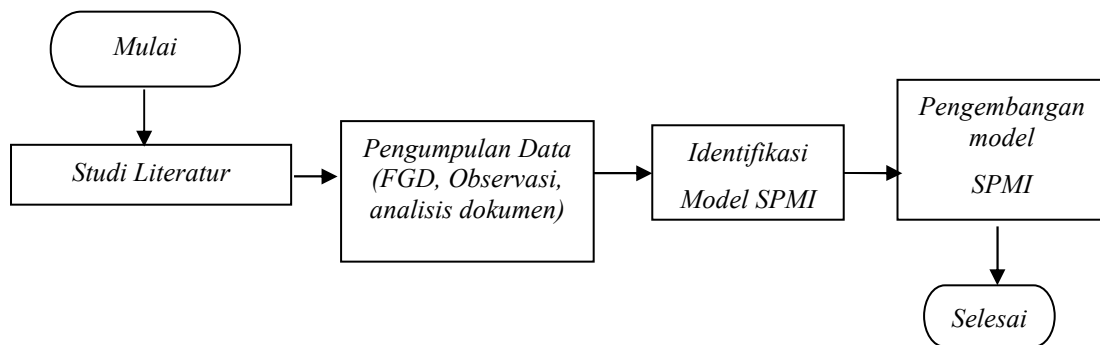 Mulai
Studi Literatur
Pengumpulan Data
(FGD, Observasi,
analisis dokumen)
Identifikasi
Model SPMI
Pengembangan
model
SPMI
Selesai